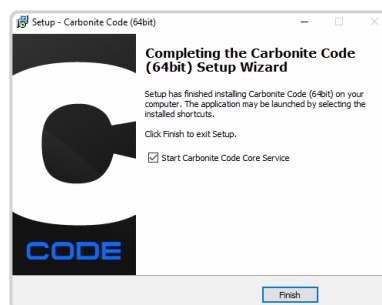 Setup - Carbonite Code (64bit)
Completing the Carbonite Code
(64bit) Setup Wizard
Setup has finished installing Carbonite Code (64bit) on your
computer. The application may be launched by selecting the
installed shortcuts.
Click Finish to exit Setup.
Start Carbonite Code Core Service
C
CODE
Finish